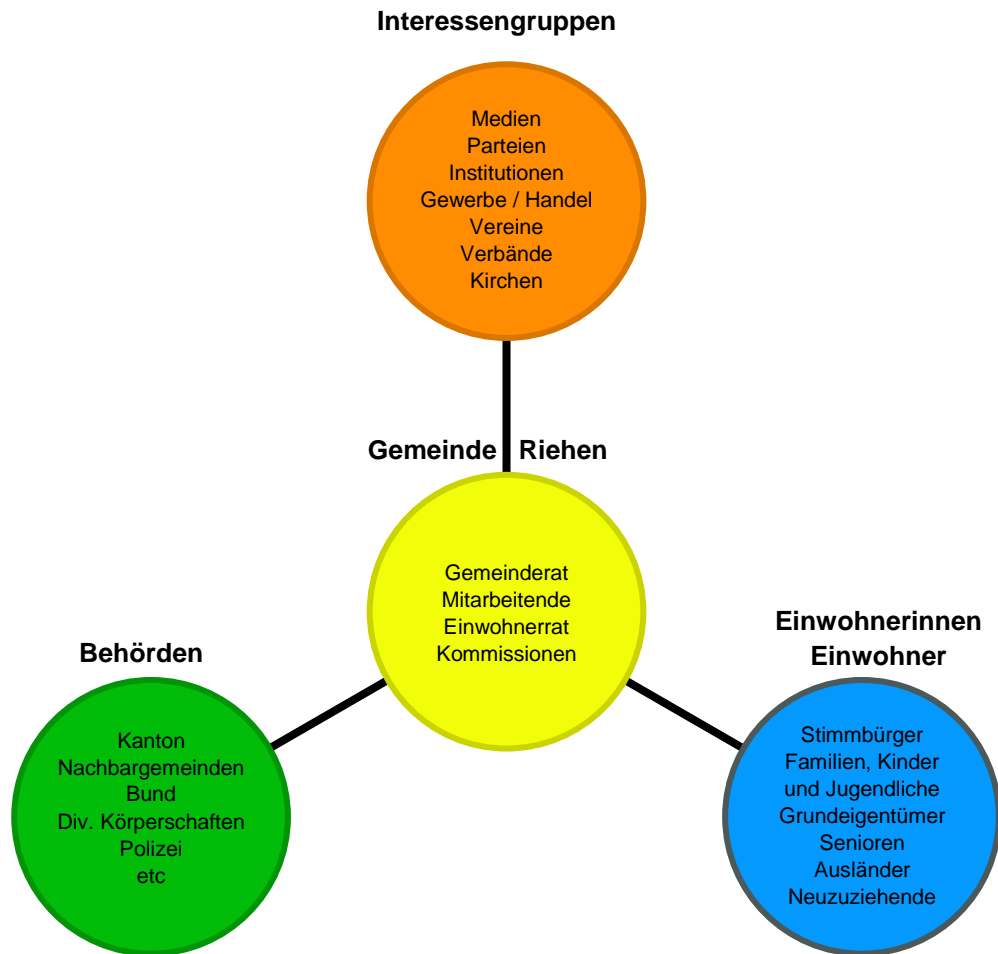 Interessengruppen
Medien
Parteien
Institutionen
Gewerbe / Handel
Vereine
Verbände
Kirchen
Gemeinde Riehen
Gemeinderat
Mitarbeitende
Einwohnerrat
Kommissionen
Behörden
Kanton
Nachbargemeinden
Bund
Div. Körperschaften
Polizei
etc
Einwohnerinnen
Einwohner
Stimmbürger
Familien, Kinder
und Jugendliche
Grundeigentümer
Senioren
Ausländer
Neuzuziehende